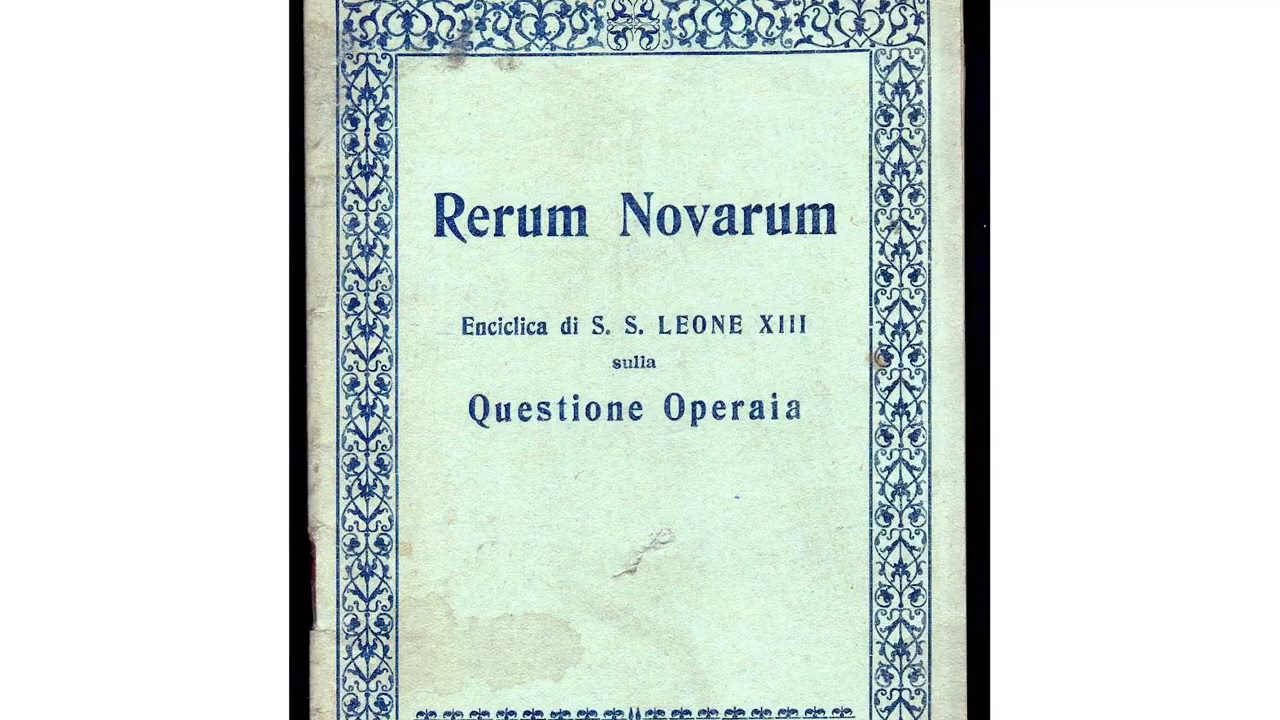 Rerum Novarum
Enciclica di S. S. LEONE XIII
sulla
Questione Operaia